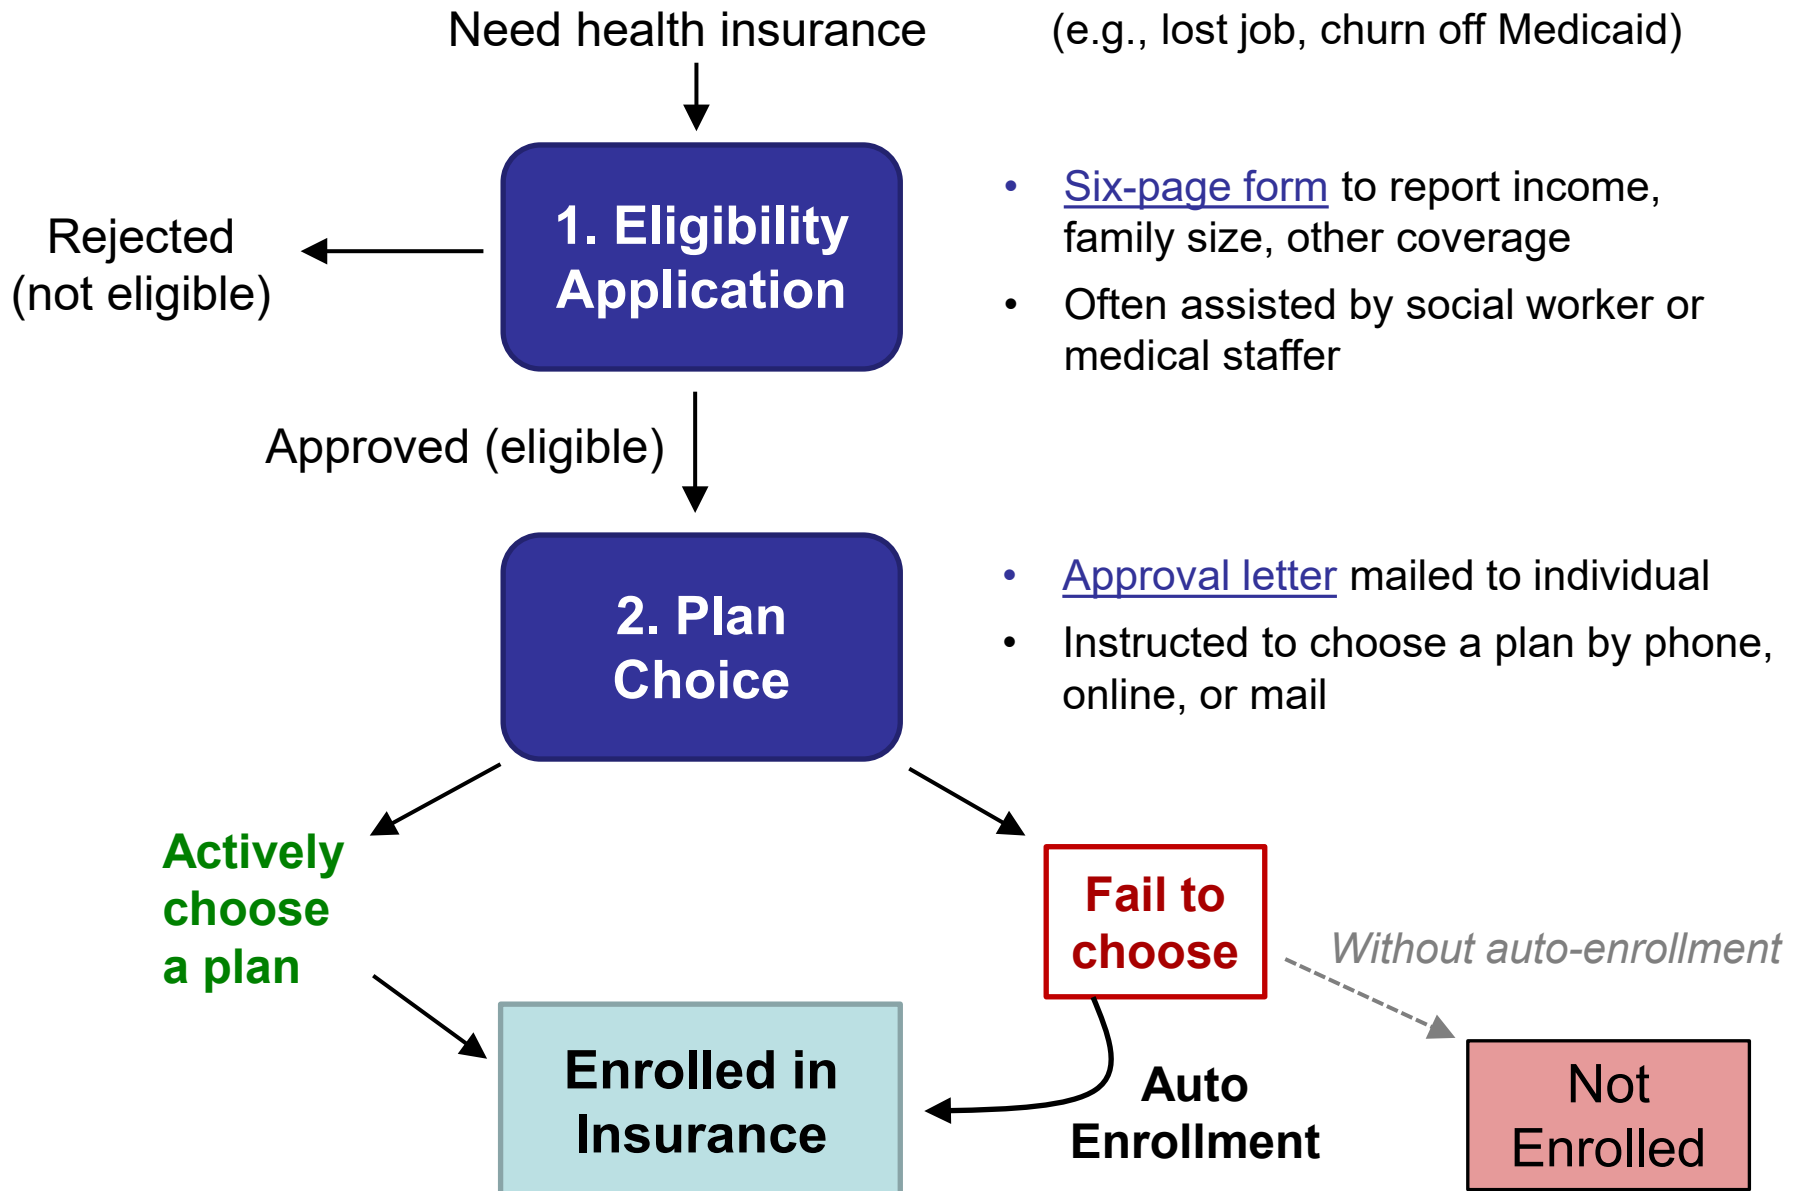 Need health insurance
(e.g., lost job, churn off Medicaid)
1. Eligibility
Application
• Six-page form to report income,
family size, other coverage
• Often assisted by social worker or
medical staffer
Rejected
(not eligible)
Approved (eligible)
2. Plan
Choice
• Approval letter mailed to individual
• Instructed to choose a plan by phone,
online, or mail
Actively
choose
a plan
Fail to
choose
Without auto-enrollment
Enrolled in
Insurance
Auto
Enrollment
Not
Enrolled